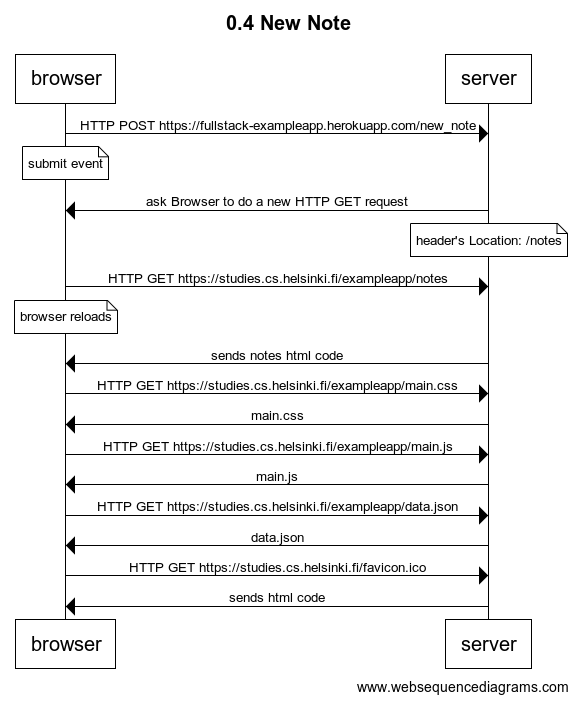 0.4 New Note
browser
server
HTTP POST https://fullstack-exampleapp.herokuapp.com/new_note
submit event
ask Browser to do a new HTTP GET request
header's Location: /notes
HTTP GET https://studies.cs.helsinki.fi/exampleapp/notes
browser reloads
sends notes html code
HTTP GET https://studies.cs.helsinki.fi/exampleapp/main.css
main.css
HTTP GET https://studies.cs.helsinki.fi/exampleapp/main.js
main.js
HTTP GET https://studies.cs.helsinki.fi/exampleapp/data.json
data.json
HTTP GET https://studies.cs.helsinki.fi/favicon.ico
sends html code
browser
server
www.websequencediagrams.com